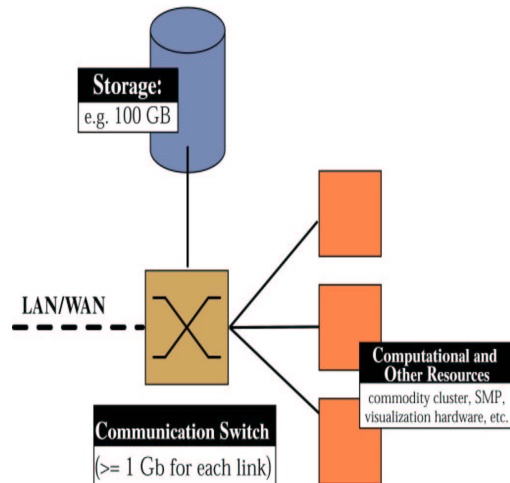 Storage:
e.g. 100 GB
LAN/WAN
Computational and
Other Resources
commodity cluster, SMP,
visualization hardware, etc.
Communication Switch
(>= 1 Gb for each link)